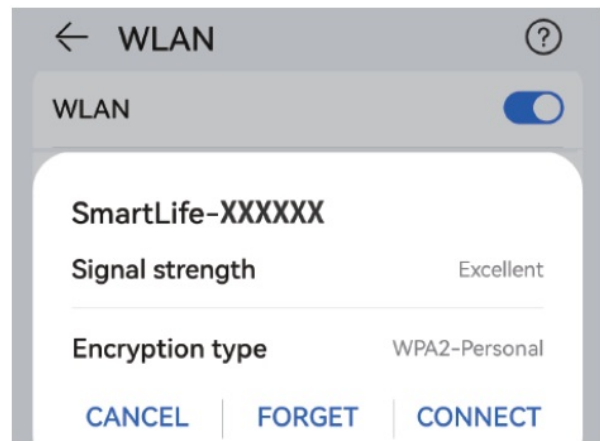 ← WLAN ?
WLAN
SmartLife-XXXXXX
Signal strength Excellent
Encryption type WPA2-Personal
CANCEL FORGET CONNECT